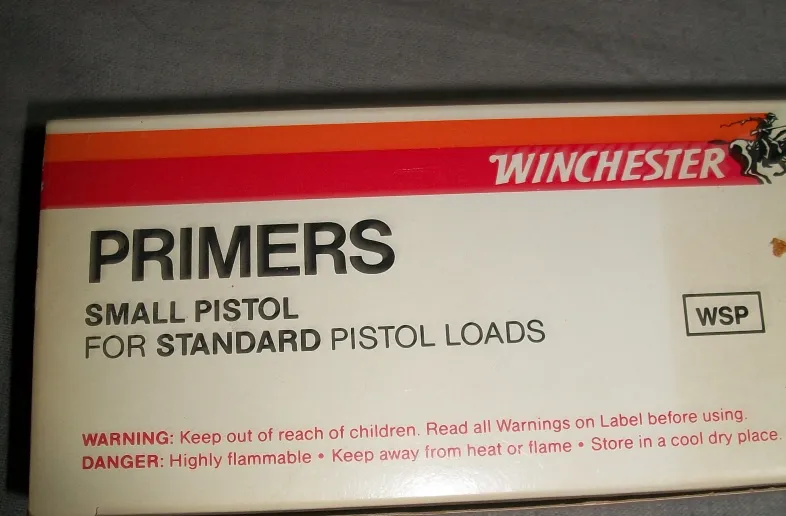 WINCHESTER
PRIMERS
SMALL PISTOL
FOR STANDARD PISTOL LOADS
WSP
WARNING: Keep out of reach of children. Read all Warnings on Label before using.
DANGER: Highly flammable • Keep away from heat or flame • Store in a cool dry place.